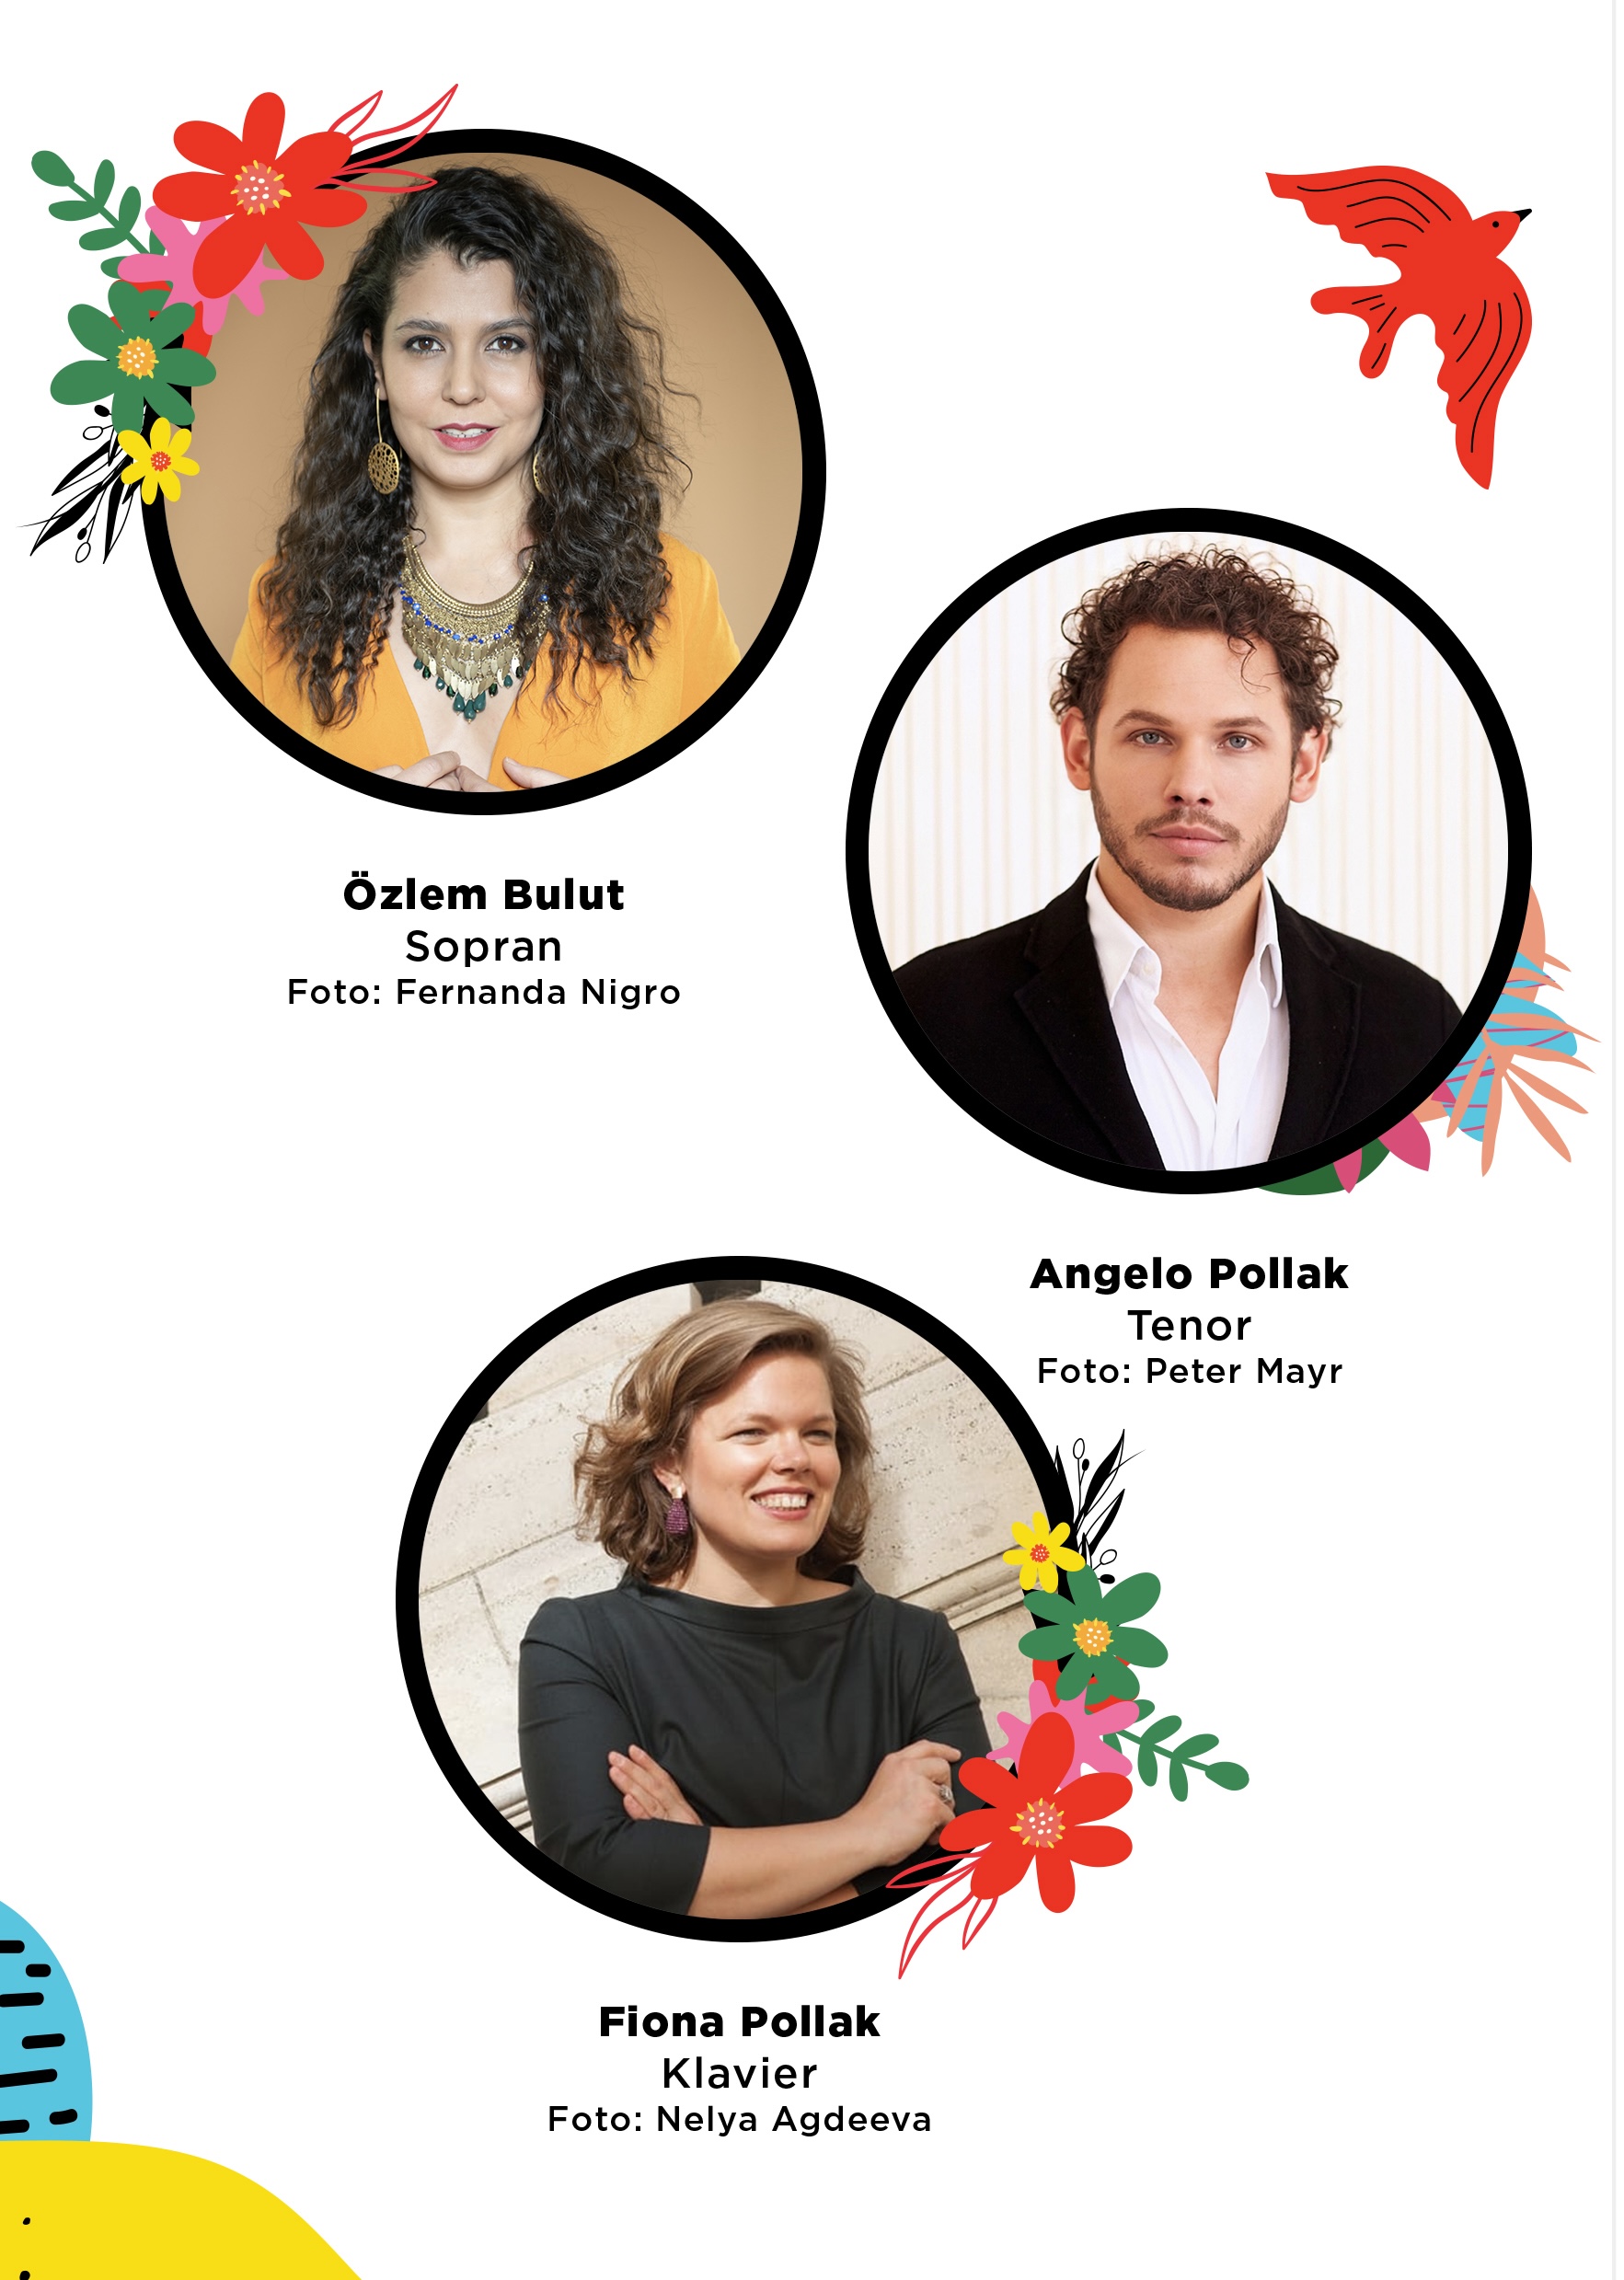 Özlem Bulut
Sopran
Foto: Fernanda Nigro
Angelo Pollak
Tenor
Foto: Peter Mayr
Fiona Pollak
Klavier
Foto: Nelya Agdeeva